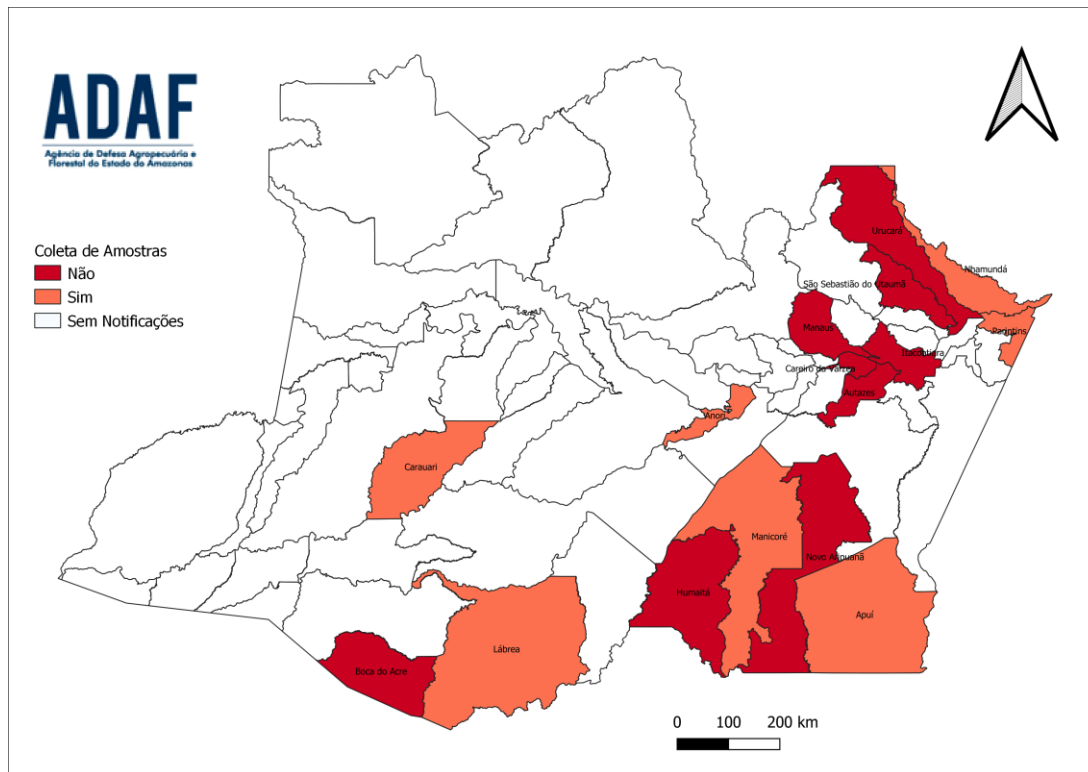 ADAF
Agência de Defesa Agropecuária e
Florestal do Estado do Amazonas
Coleta de Amostras
Não
Sim
Sem Notificações
Urucará
Nhamundá
São Sebastião do Uatumã
Manaus
Parintins
Itacoatiara
Careiro da Várzea
Autazes
Anori
Carauari
Manicoré
Novo Aripuanã
Humaitá
Apuí
Lábrea
Boca do Acre
0 100 200 km